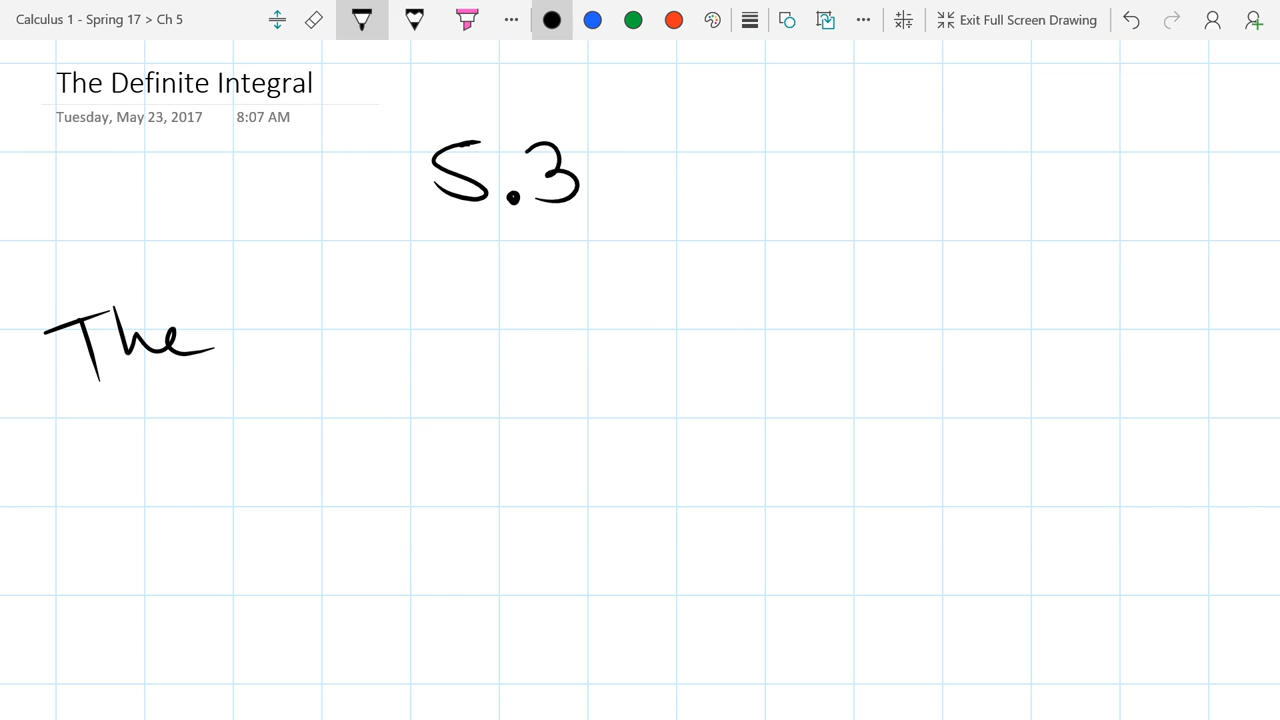 Calculus 1 - Spring 17 > Ch 5
Exit Full Screen Drawing
The Definite Integral
Tuesday, May 23, 2017 8:07 AM
5.3
The